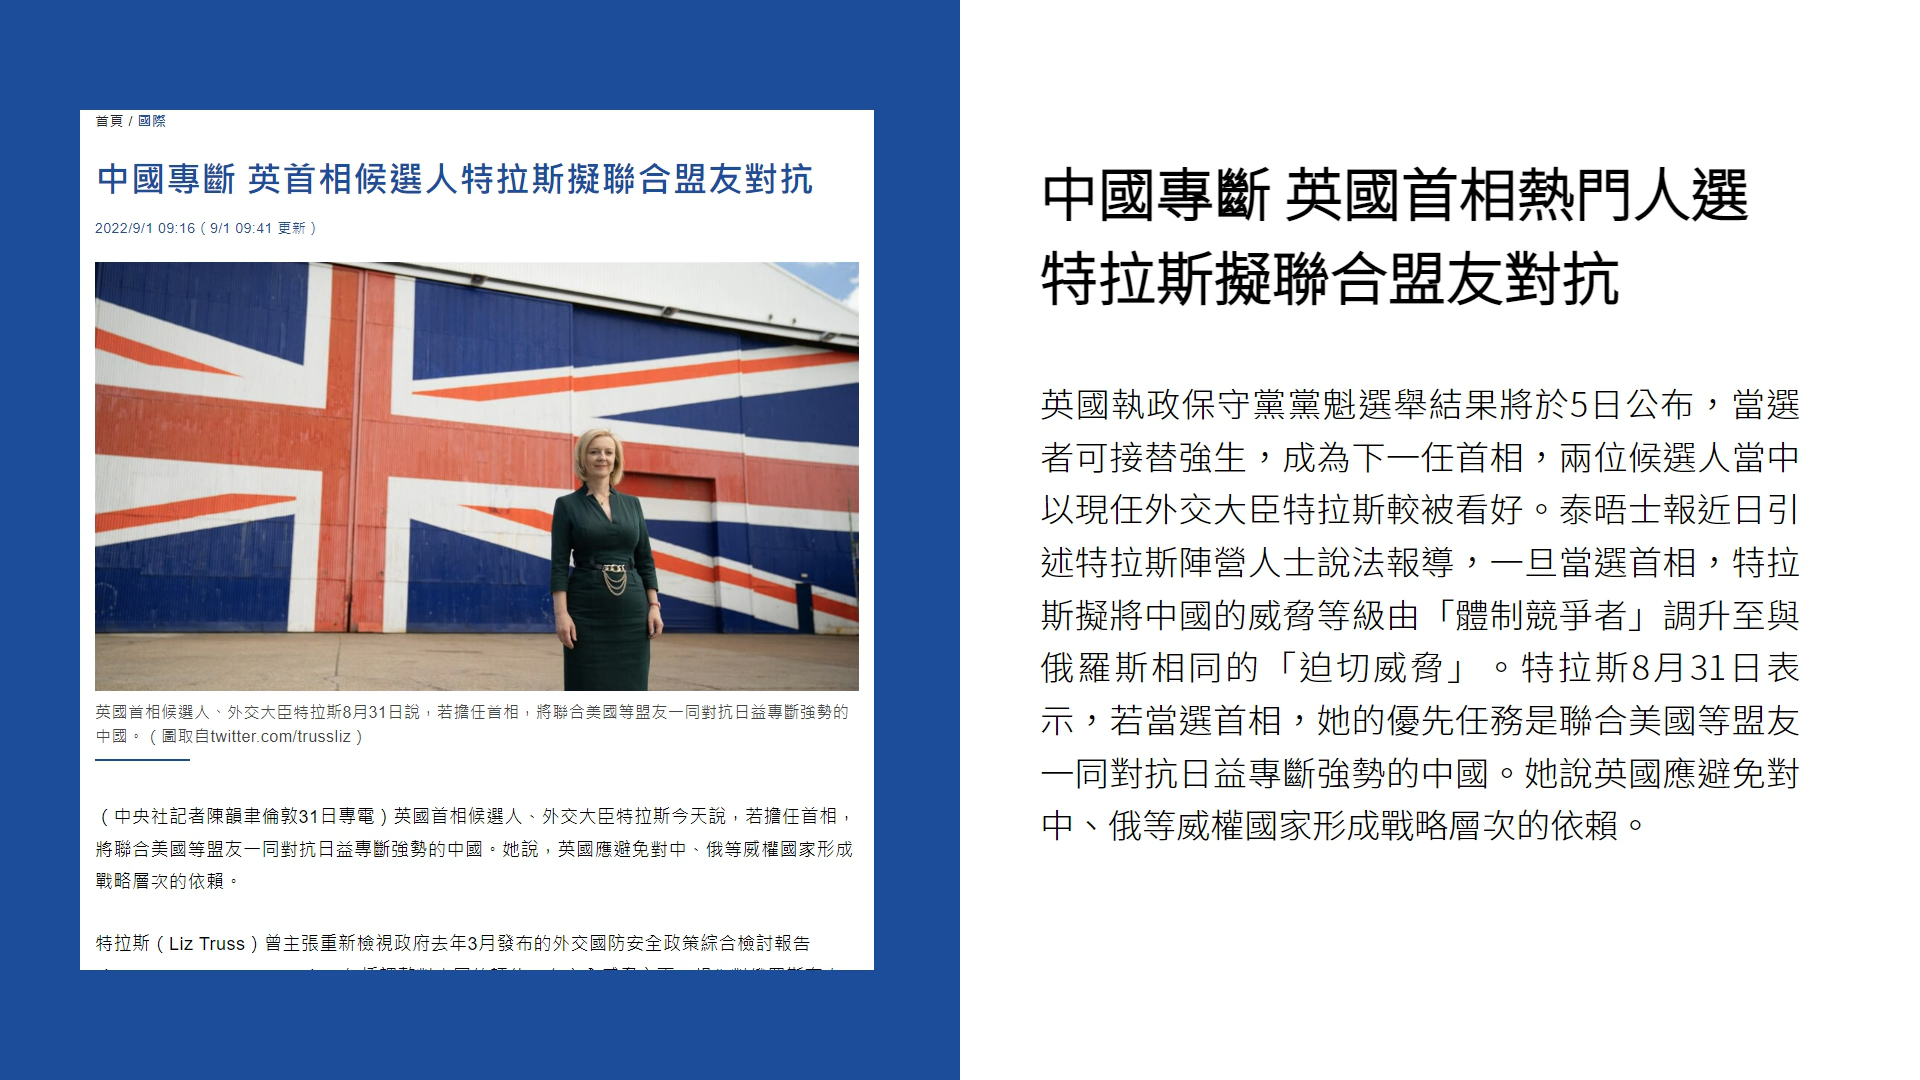 首頁 / 國際
中國專斷 英首相候選人特拉斯擬聯合盟友對抗
2022/9/1 09:16（9/1 09:41 更新）
英國首相候選人、外交大臣特拉斯8月31日說，若擔任首相，將聯合美國等盟友一同對抗日益專斷強勢的
中國。（圖取自twitter.com/trussliz）
（中央社記者陳韻聿倫敦31日專電）英國首相候選人、外交大臣特拉斯今天說，若擔任首相，
將聯合美國等盟友一同對抗日益專斷強勢的中國。她說，英國應避免對中、俄等威權國家形成
戰略層次的依賴。
特拉斯（Liz Truss）曾主張重新檢視政府去年3月發布的外交國防安全政策綜合檢討報告
中國專斷 英國首相熱門人選
特拉斯擬聯合盟友對抗
英國執政保守黨黨魁選舉結果將於5日公布，當選
者可接替強生，成為下一任首相，兩位候選人當中
以現任外交大臣特拉斯較被看好。泰晤士報近日引
述特拉斯陣營人士說法報導，一旦當選首相，特拉
斯擬將中國的威脅等級由「體制競爭者」調升至與
俄羅斯相同的「迫切威脅」。特拉斯8月31日表
示，若當選首相，她的優先任務是聯合美國等盟友
一同對抗日益專斷強勢的中國。她說英國應避免對
中、俄等威權國家形成戰略層次的依賴。